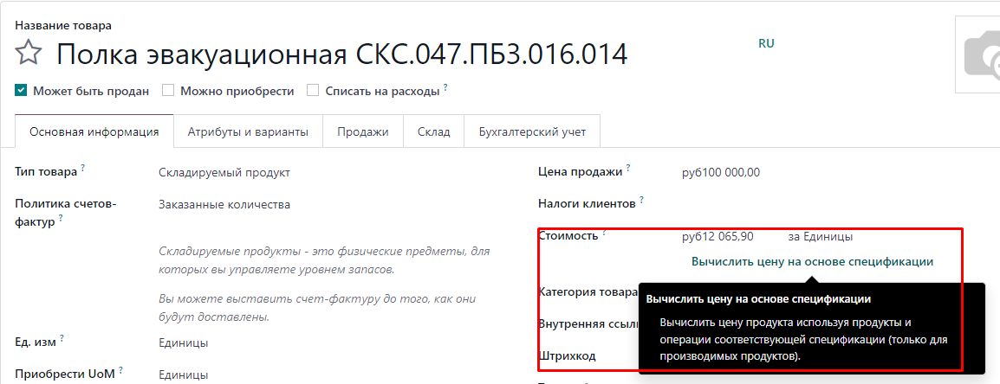 Название товара
Полка эвакуационная СКС.047.ПБ3.016.014
RU
Может быть продан
Можно приобрести
Списать на расходы ?
Основная информация
Атрибуты и варианты
Продажи
Склад
Бухгалтерский учет
Тип товара ?
Складируемый продукт
Политика счетов-
фактур ?
Заказанные количества
Складируемые продукты - это физические предметы, для
которых вы управляете уровнем запасов.
Вы можете выставить счет-фактуру до того, как они
будут доставлены.
Ед. изм ?
Единицы
Приобрести UoM ?
Единицы
Цена продажи ?
руб100 000,00
Налоги клиентов ?
Стоимость ?
руб12 065,90
за Единицы
Вычислить цену на основе спецификации
Категория товара
Внутренняя
Штрихкод
Вычислить цену на основе спецификации
Вычислить цену продукта используя продукты и
операции соответствующей спецификации (только для
производимых продуктов).